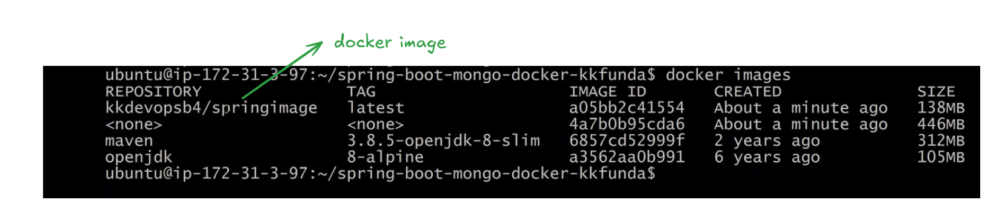 docker image
ubuntu@ip-172-31-3-97:~/spring-boot-mongo-docker-kkfunda$ docker images
REPOSITORY TAG IMAGE ID CREATED SIZE
kkdevopsb4/springimage latest a05bb2c41554 About a minute ago 138MB
<none> <none> 4a7b0b95cda6 About a minute ago 446MB
maven 3.8.5-openjdk-8-slim 6857cd52999f 2 years ago 312MB
openjdk 8-alpine a3562aa0b991 6 years ago 105MB
ubuntu@ip-172-31-3-97:~/spring-boot-mongo-docker-kkfunda$